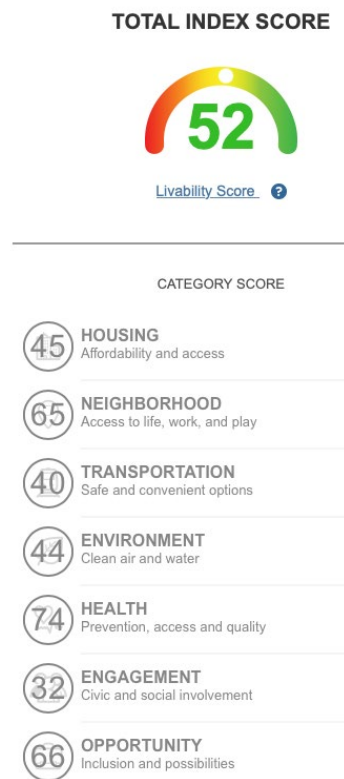 TOTAL INDEX SCORE
52
Livability Score ?
CATEGORY SCORE
45 HOUSING
Affordability and access
65 NEIGHBORHOOD
Access to life, work, and play
40 TRANSPORTATION
Safe and convenient options
44 ENVIRONMENT
Clean air and water
74 HEALTH
Prevention, access and quality
32 ENGAGEMENT
Civic and social involvement
66 OPPORTUNITY
Inclusion and possibilities